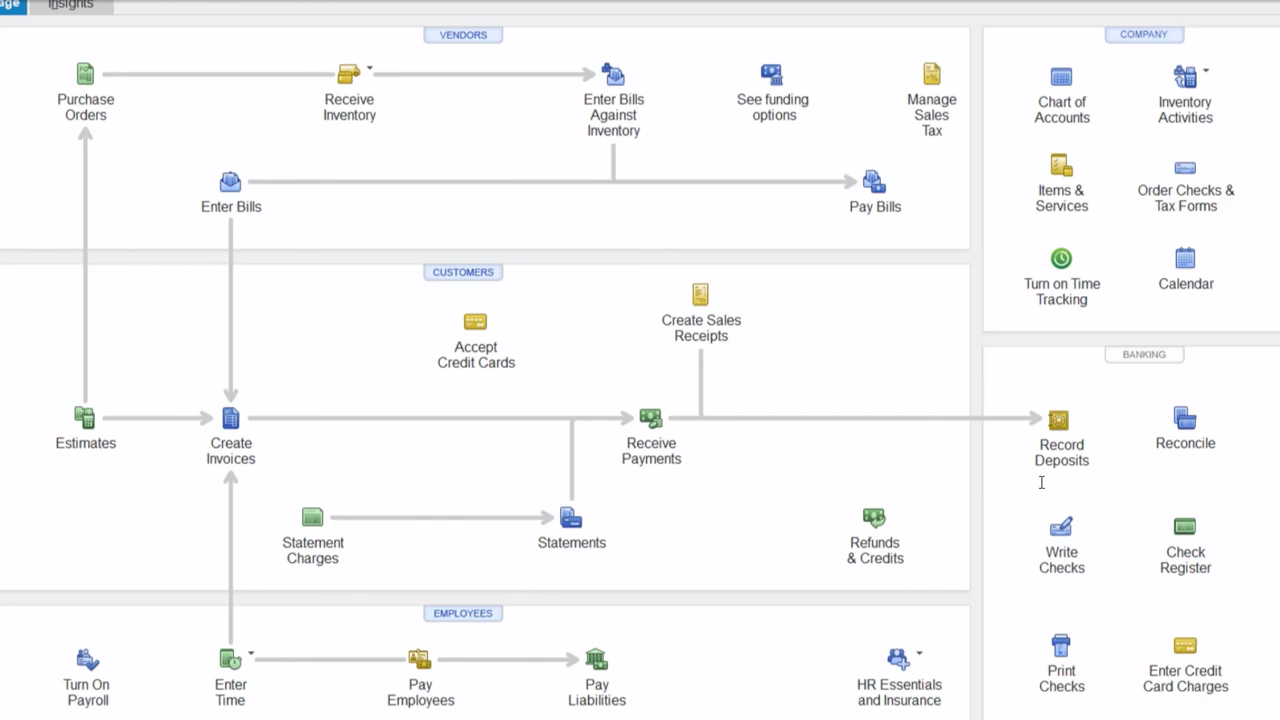 Insights
VENDORS
Purchase
Orders
Receive
Inventory
Enter Bills
Against
Inventory
See funding
options
Manage
Sales
Tax
Enter Bills
Pay Bills
CUSTOMERS
Accept
Credit Cards
Create Sales
Receipts
Estimates
Create
Invoices
Receive
Payments
Statement
Charges
Statements
Refunds
& Credits
EMPLOYEES
Turn On
Payroll
Enter
Time
Pay
Employees
Pay
Liabilities
HR Essentials
and Insurance
COMPANY
Chart of
Accounts
Inventory
Activities
Items &
Services
Order Checks &
Tax Forms
Turn on Time
Tracking
Calendar
BANKING
Record
Deposits
Reconcile
Write
Checks
Check
Register
Print
Checks
Enter Credit
Card Charges